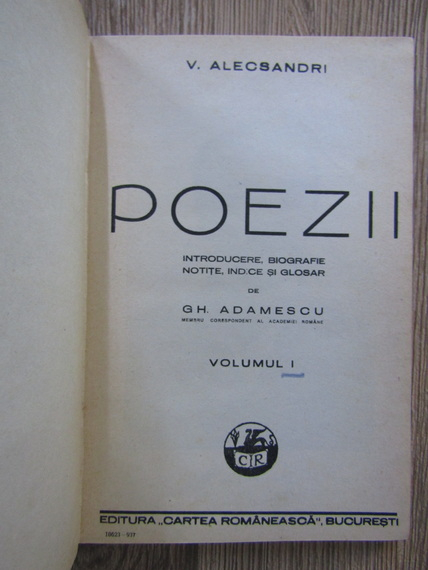 V. ALECSANDRI
POEZII
INTRODUCERE, BIOGRAFIE
NOTIȚE, INDICE ȘI GLOSAR
DE
GH. ADAMESCU
MEMBRU CORESPONDENT AL ACADEMIEI ROMÂNE
VOLUMUL I
CR
EDITURA „CARTEA ROMÂNEASCĂ“, BUCUREȘTI